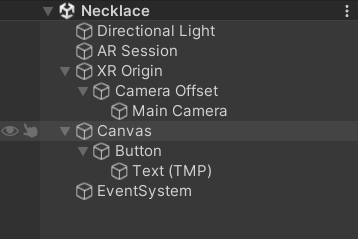 Necklace
Directional Light
AR Session
XR Origin
Camera Offset
Main Camera
Canvas
Button
Text (TMP)
EventSystem